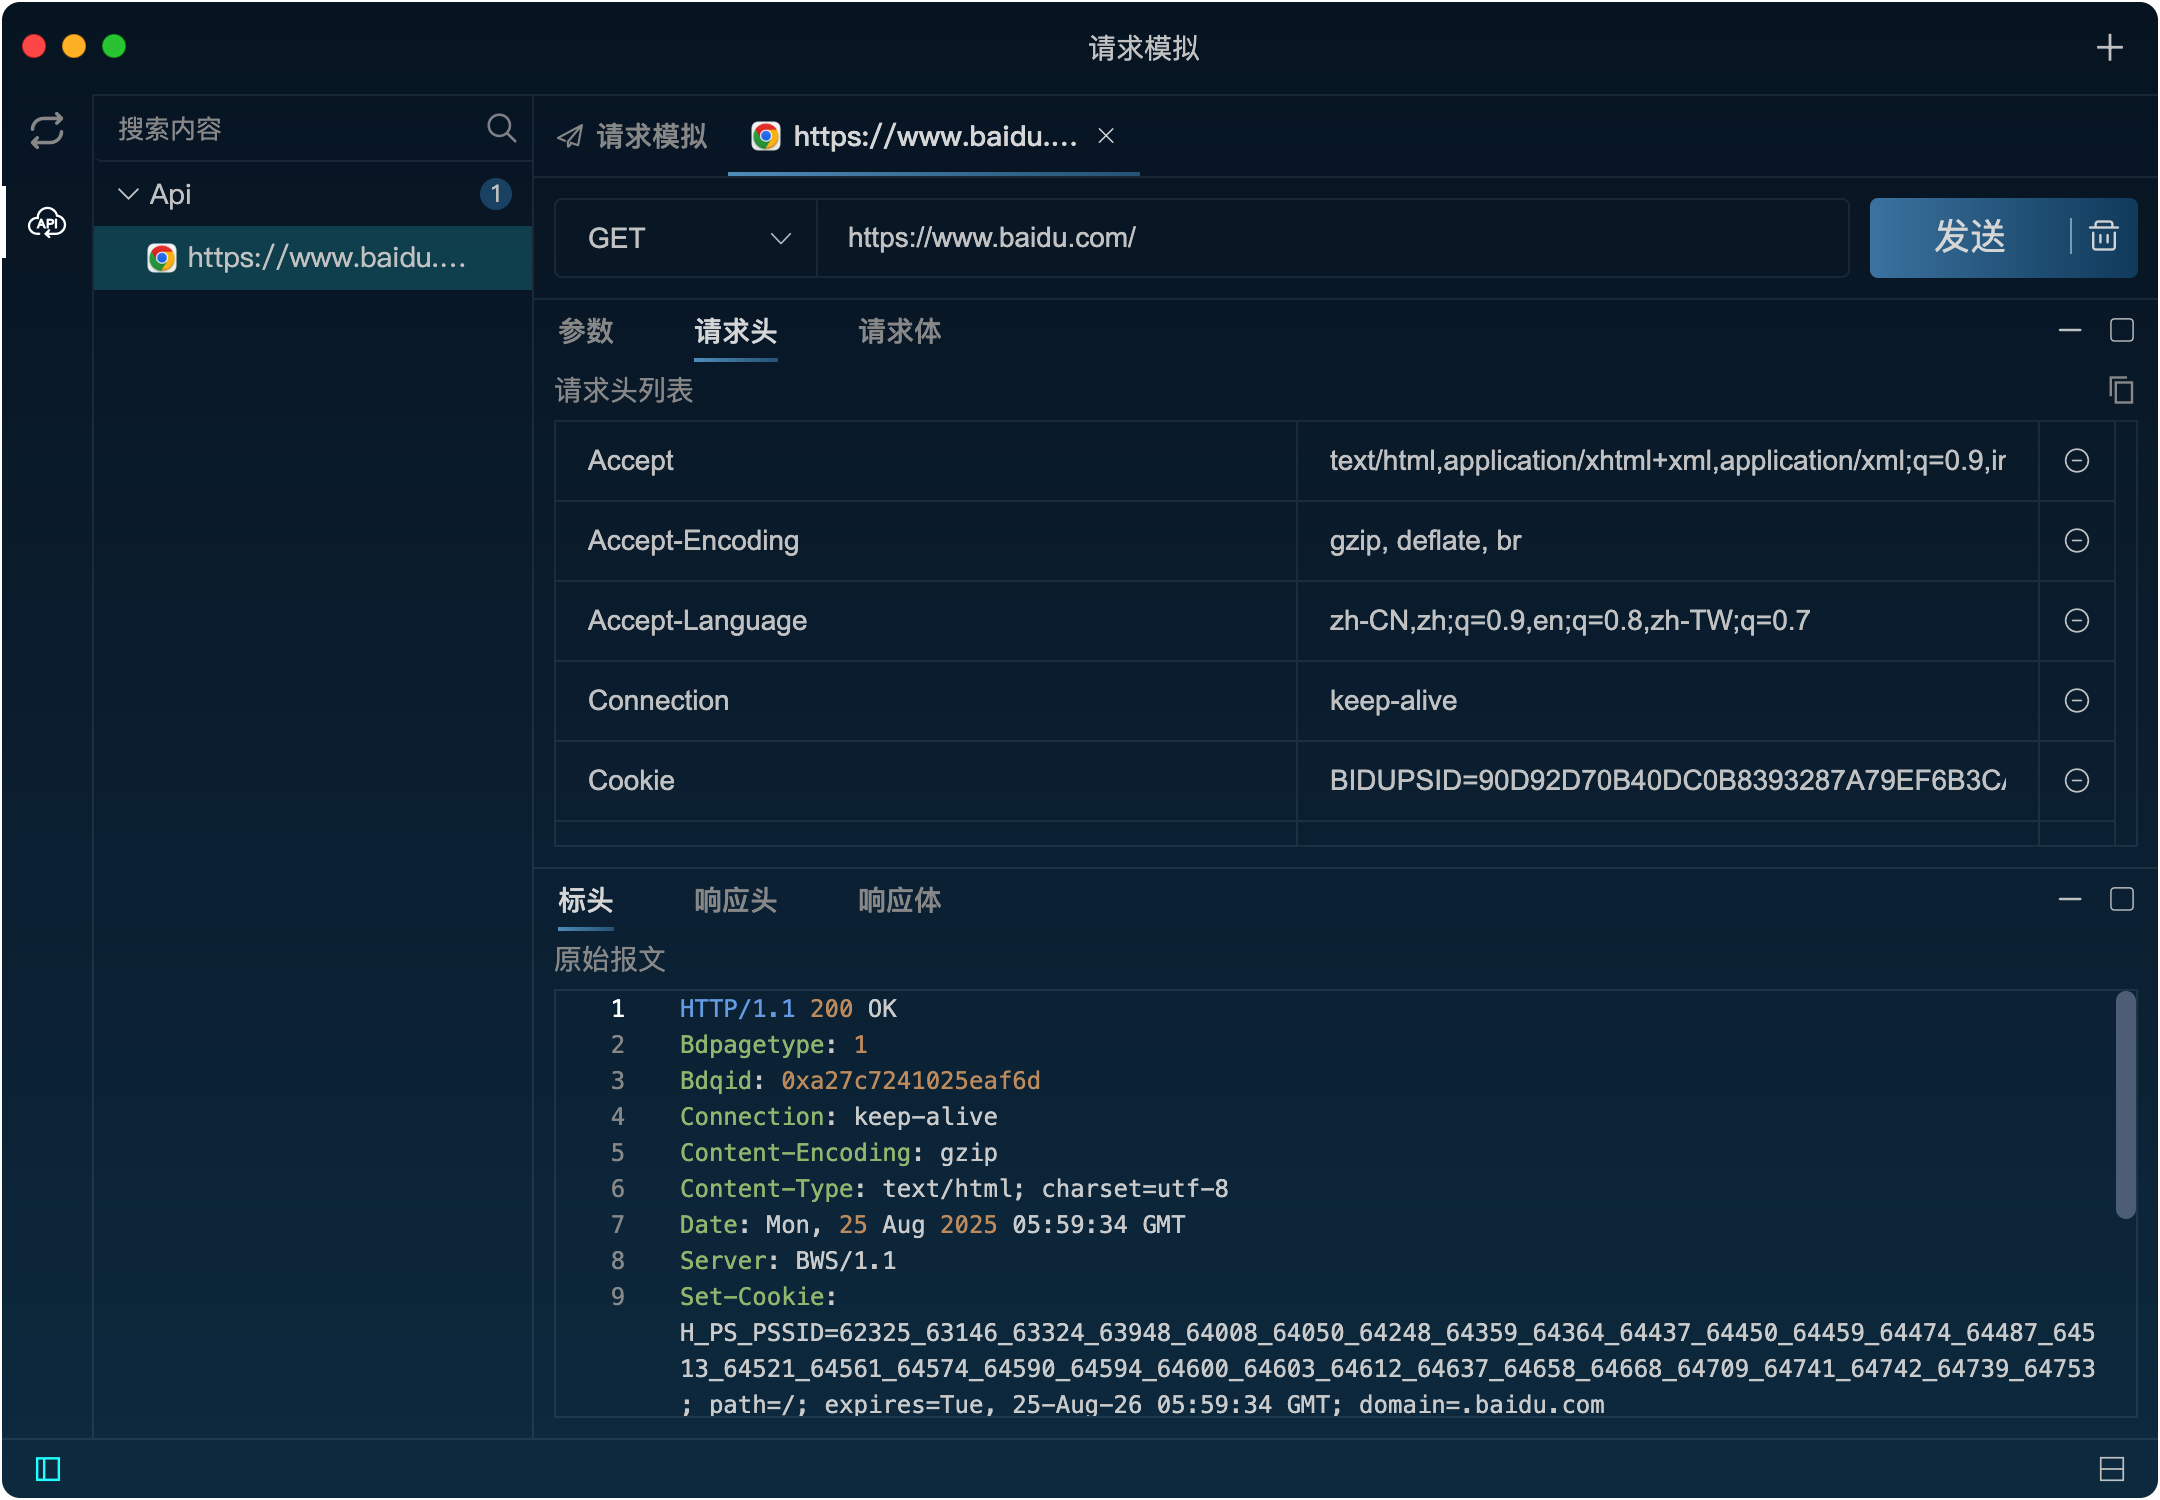 请求模拟
搜索内容
Api 1
https://www.baidu....
请求模拟
https://www.baidu....
GET
https://www.baidu.com/
发送
API
参数 请求头 请求体
请求头列表
Accept text/html,application/xhtml+xml,application/xml;q=0.9,
Accept-Encoding gzip, deflate, br
Accept-Language zh-CN,zh;q=0.9,en;q=0.8,zh-TW;q=0.7
Connection keep-alive
Cookie BIDUPSID=90D92D70B40DC0B8393287A79EF6B3C
标头 响应头 响应体
原始报文
1 HTTP/1.1 200 OK
2 Bdpagetype: 1
3 Bdqid: 0xa27c7241025eaf6d
4 Connection: keep-alive
5 Content-Encoding: gzip
6 Content-Type: text/html; charset=utf-8
7 Date: Mon, 25 Aug 2025 05:59:34 GMT
8 Server: BWS/1.1
9 Set-Cookie:
H_PS_PSSID=62325_63146_63324_63948_64008_64050_64248_64359_64364_64437_64450_64459_64474_64487_645
13_64521_64561_64574_64590_64594_64600_64603_64612_64637_64658_64668_64709_64741_64742_64739_64753
; path=/; expires=Tue, 25-Aug-26 05:59:34 GMT; domain=.baidu.com